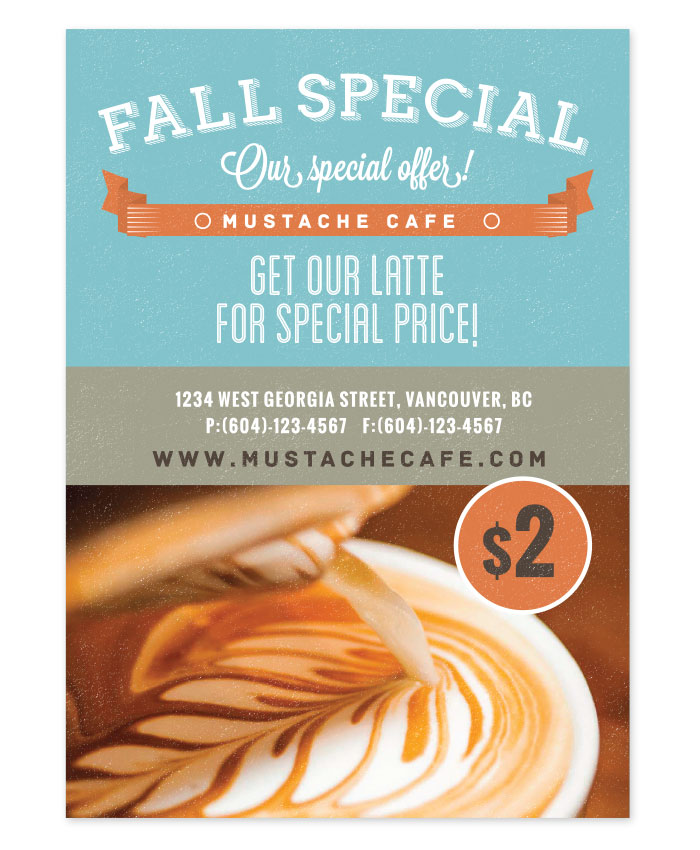 FALL SPECIAL
Our special offer!
MUSTACHE CAFE
GET OUR LATTE
FOR SPECIAL PRICE!
1234 WEST GEORGIA STREET, VANCOUVER, BC
P:(604)-123-4567 F:(604)-123-4567
WWW.MUSTACHECAFE.COM
$2